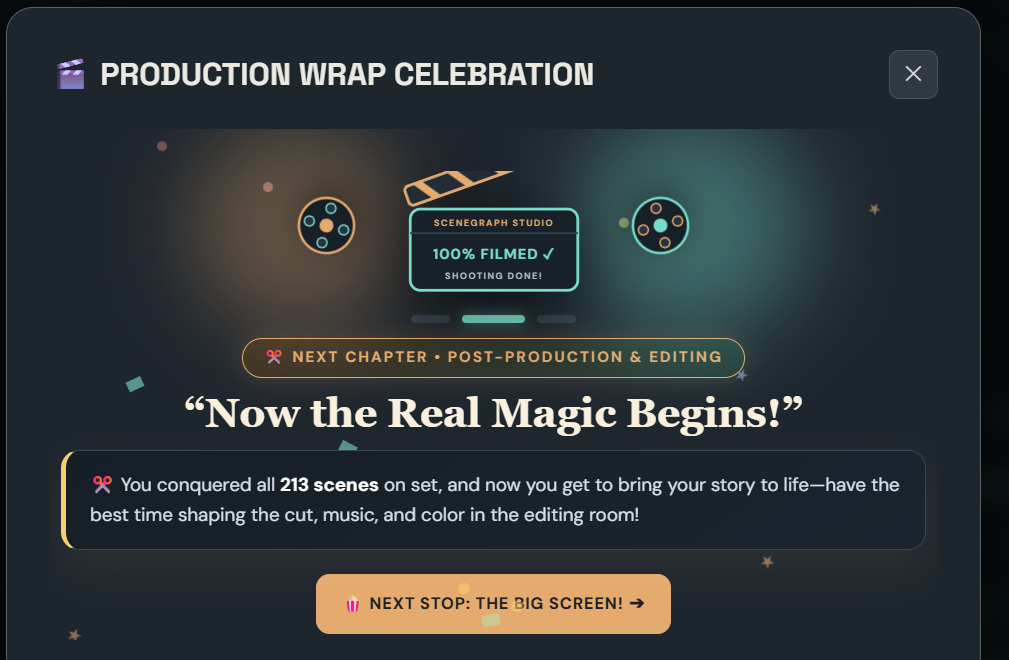 🎬 PRODUCTION WRAP CELEBRATION
SCENEGRAPH STUDIO
100% FILMED ✓
SHOOTING DONE!
✂️ NEXT CHAPTER • POST-PRODUCTION & EDITING
“Now the Real Magic Begins!”
✂️ You conquered all 213 scenes on set, and now you get to bring your story to life—have the
best time shaping the cut, music, and color in the editing room!
🍿 NEXT STOP: THE BIG SCREEN! ➔